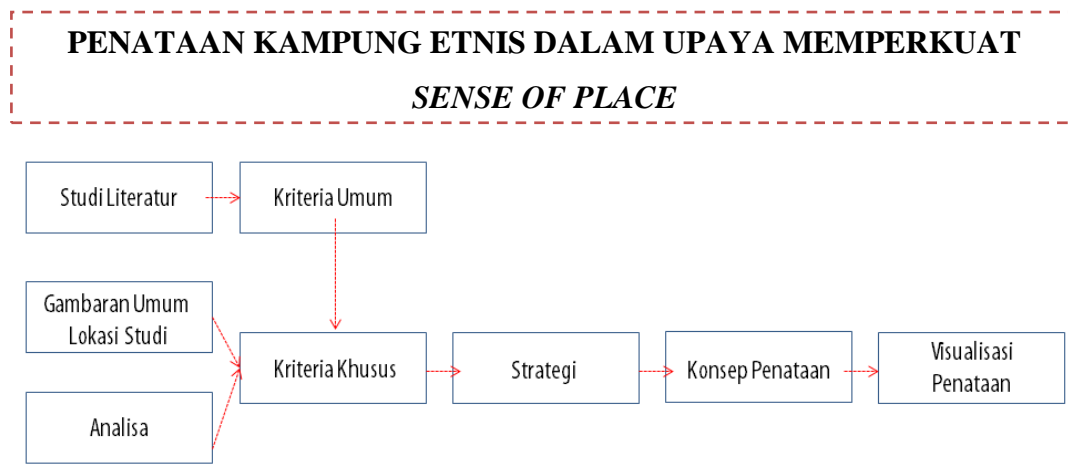 PENATAAN KAMPUNG ETNIS DALAM UPAYA MEMPERKUAT
SENSE OF PLACE
Studi Literatur
Kriteria Umum
Gambaran Umum
Lokasi Studi
Analisa
Kriteria Khusus
Strategi
Konsep Penataan
Visualisasi
Penataan